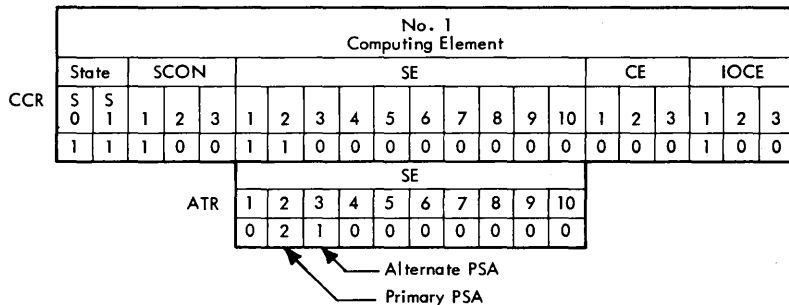 No. 1
Computing Element
State SCON SE CE IOCE
CCR S0 S1 1 2 3 1 2 3 4 5 6 7 8 9 10 1 2 3 1 2 3
1 1 1 0 0 1 1 0 0 0 0 0 0 0 0 0 0 0 1 0 0
SE
ATR 1 2 3 4 5 6 7 8 9 10
0 2 1 0 0 0 0 0 0 0
Alternate PSA
Primary PSA